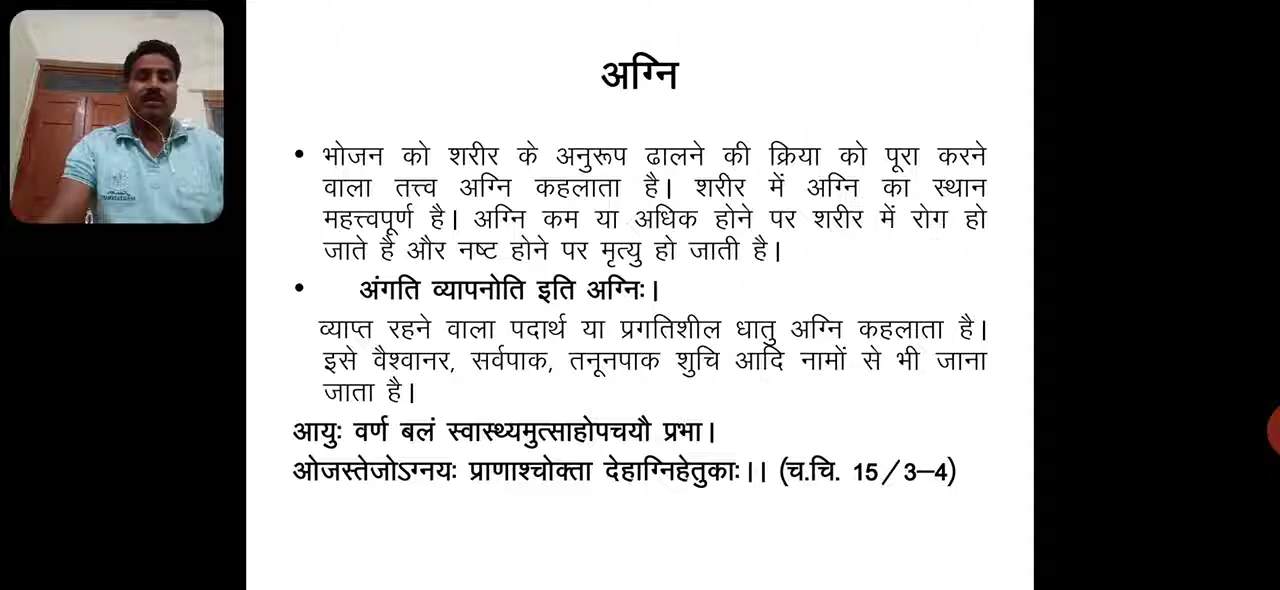 अग्नि
• भोजन को शरीर के अनुरूप ढालने की क्रिया को पूरा करने
वाला तत्त्व अग्नि कहलाता है। शरीर में अग्नि का स्थान
महत्त्वपूर्ण है। अग्नि कम या अधिक होने पर शरीर में रोग हो
जाते है और नष्ट होने पर मृत्यु हो जाती है।
• अंगति व्यापनोति इति अग्निः।
व्याप्त रहने वाला पदार्थ या प्रगतिशील धातु अग्नि कहलाता है।
इसे वैश्वानर, सर्वपाक, तनूनपाक शुचि आदि नामों से भी जाना
जाता है।
आयुः वर्ण बलं स्वास्थ्यमुत्साहोपचयौ प्रभा।
ओजस्तेजोऽग्नयः प्राणाश्चोक्ता देहाग्निहेतुकाः।। (च.चि. 15/3–4)